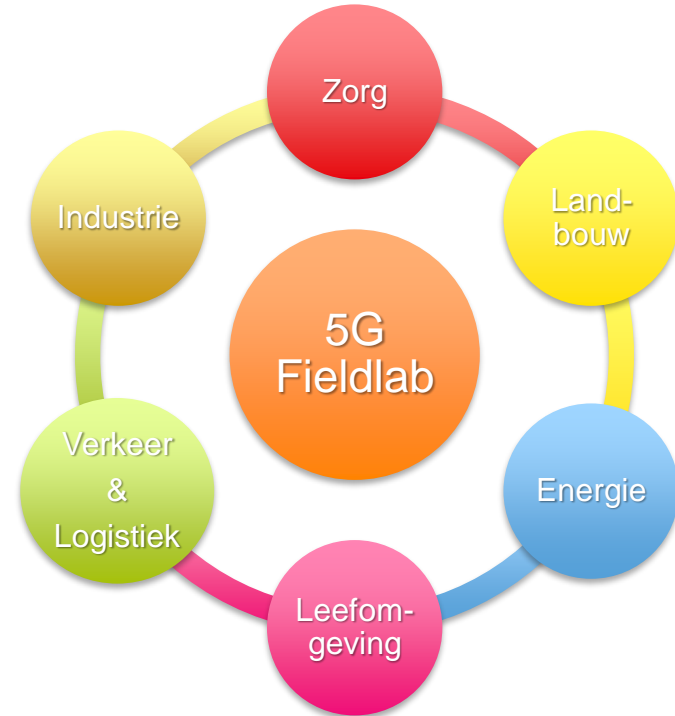 Zorg
Land-
bouw
Energie
Leefom-
geving
Verkeer
&
Logistiek
Industrie
5G
Fieldlab